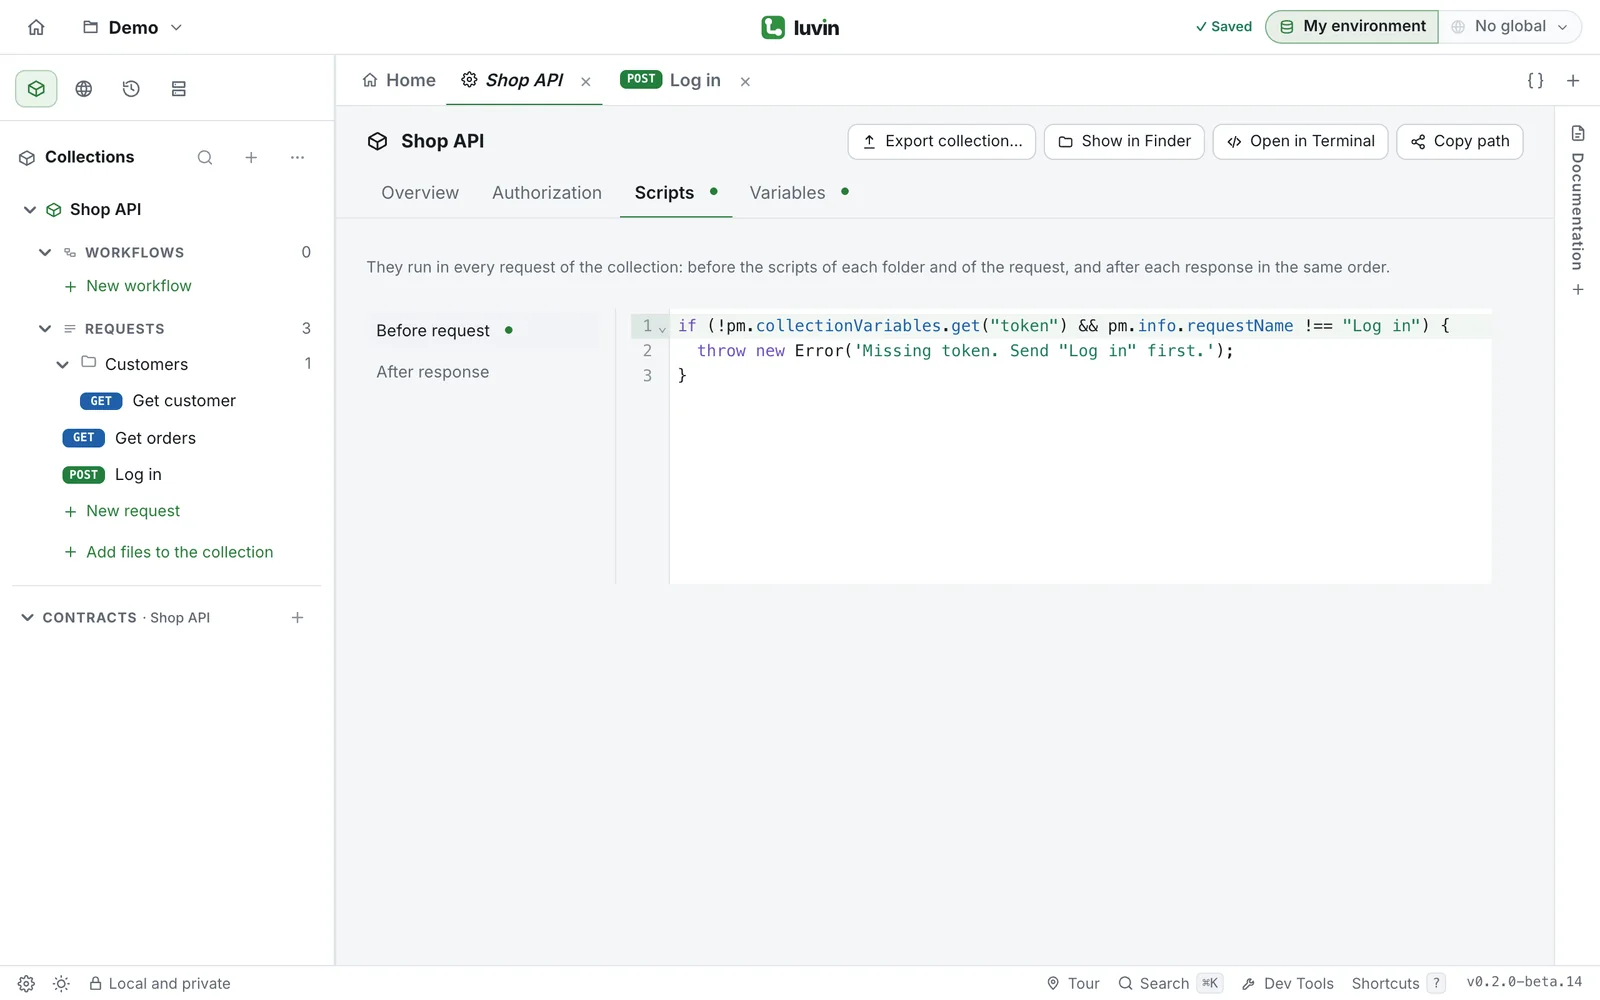 Demo
luvin
Saved
My environment
No global
Home
Shop API
POST Log in
{ }
Collections
Shop API
WORKFLOWS 0
New workflow
REQUESTS 3
Customers 1
GET Get customer
GET Get orders
POST Log in
New request
Add files to the collection
CONTRACTS · Shop API
Shop API
Export collection...
Show in Finder
Open in Terminal
Copy path
Overview
Authorization
Scripts
Variables
They run in every request of the collection: before the scripts of each folder and of the request, and after each response in the same order.
Before request
After response
1 if (!pm.collectionVariables.get("token") && pm.info.requestName !== "Log in") {
2 throw new Error('Missing token. Send "Log in" first.');
3 }
Documentation
Local and private
Tour
Search ⌘K
Dev Tools
Shortcuts ?
v0.2.0-beta.14